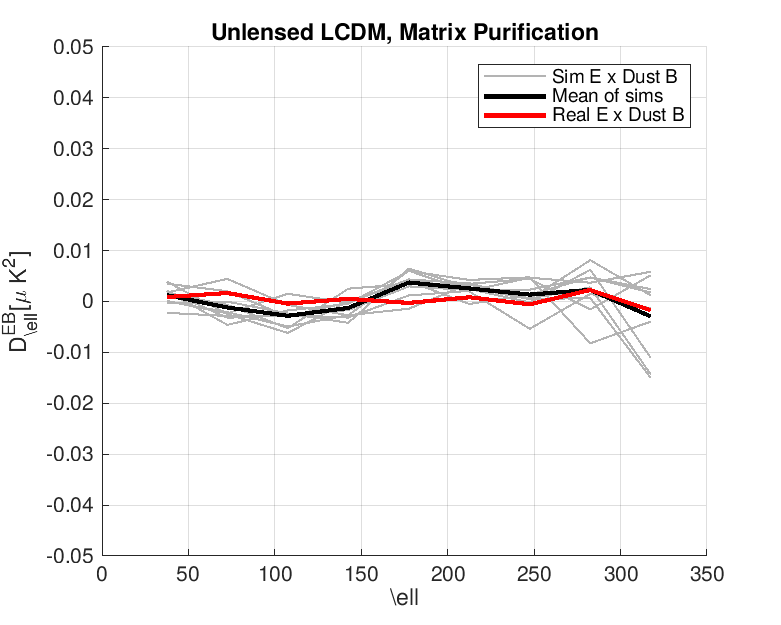 Unlensed LCDM, Matrix Purification
Sim E x Dust B
Mean of sims
Real E x Dust B
0.05
0.04
0.03
0.02
0.01
0
-0.01
-0.02
-0.03
-0.04
-0.05
D^{EB}_{\ell}[μ K^2]
0 50 100 150 200 250 300 350
\ell